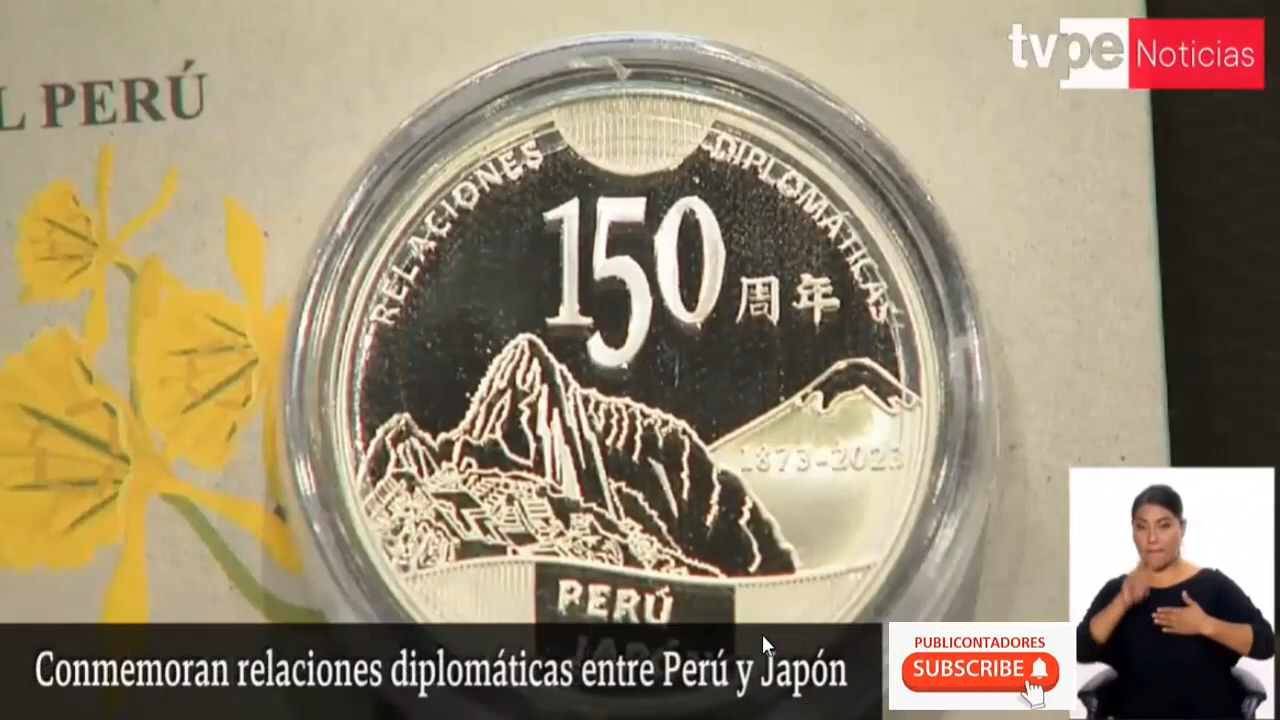 tvpe Noticias
L PERÚ
RELACIONES DIPLOMÁTICAS
150 周年
1873-2023
PERÚ
JAPÓN
Conmemoran relaciones diplomáticas entre Perú y Japón
PUBLICONTADORES
SUBSCRIBE